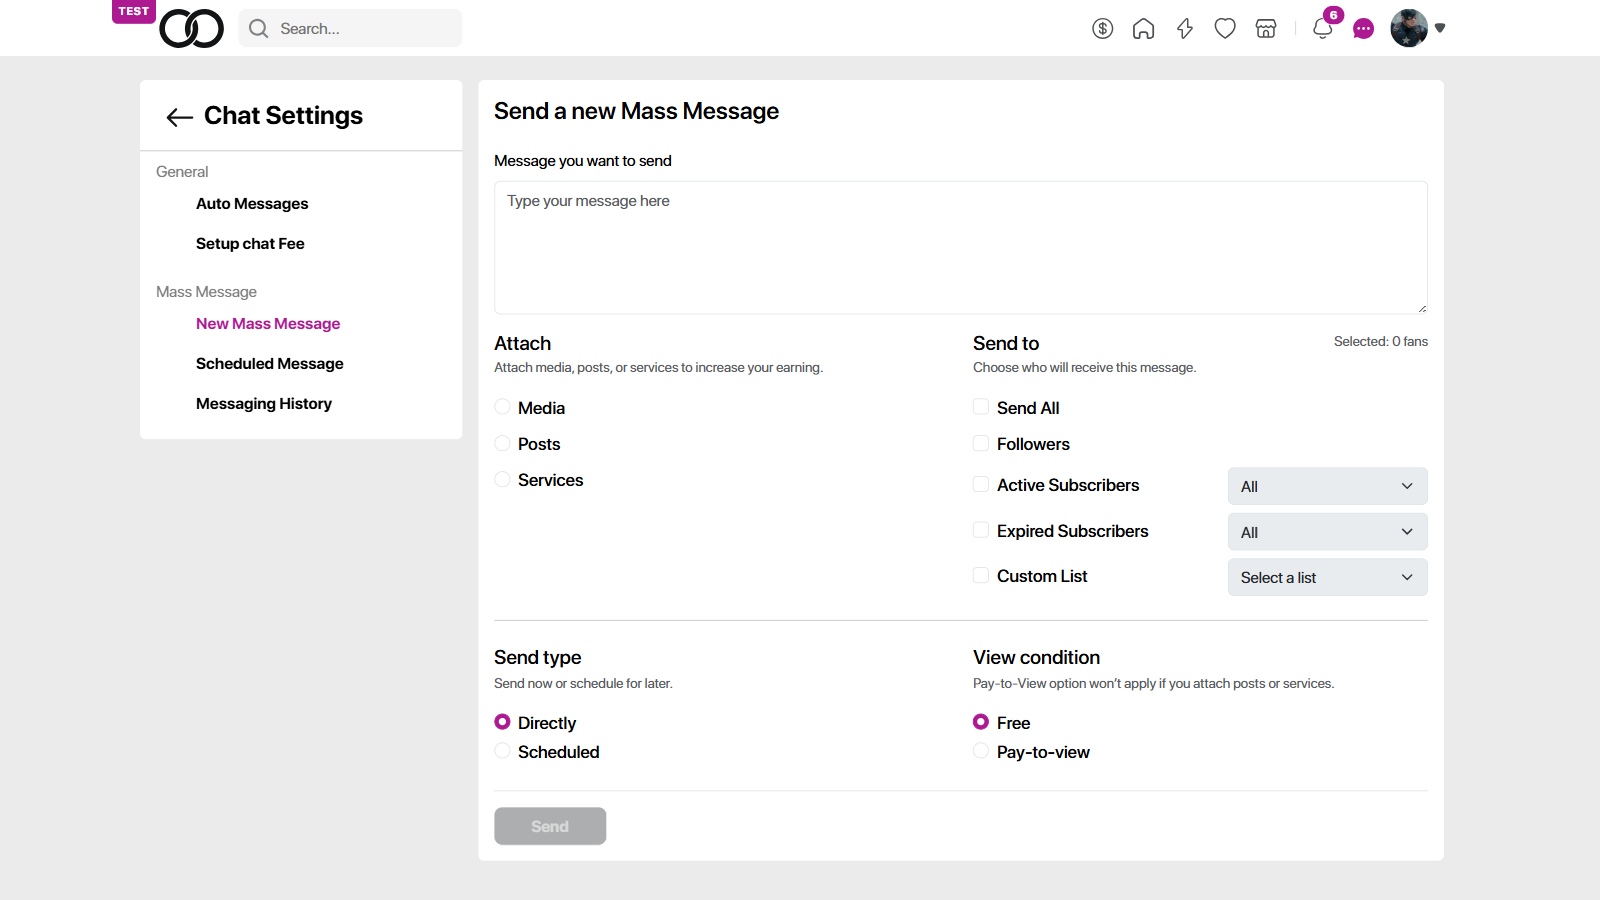 TEST
Search...
6
Chat Settings
General
Auto Messages
Setup chat Fee
Mass Message
New Mass Message
Scheduled Message
Messaging History
Send a new Mass Message
Message you want to send
Type your message here
Attach
Attach media, posts, or services to increase your earning.
Media
Posts
Services
Send to
Selected: 0 fans
Choose who will receive this message.
Send All
Followers
Active Subscribers
All
Expired Subscribers
All
Custom List
Select a list
Send type
Send now or schedule for later.
Directly
Scheduled
View condition
Pay-to-View option won’t apply if you attach posts or services.
Free
Pay-to-view
Send